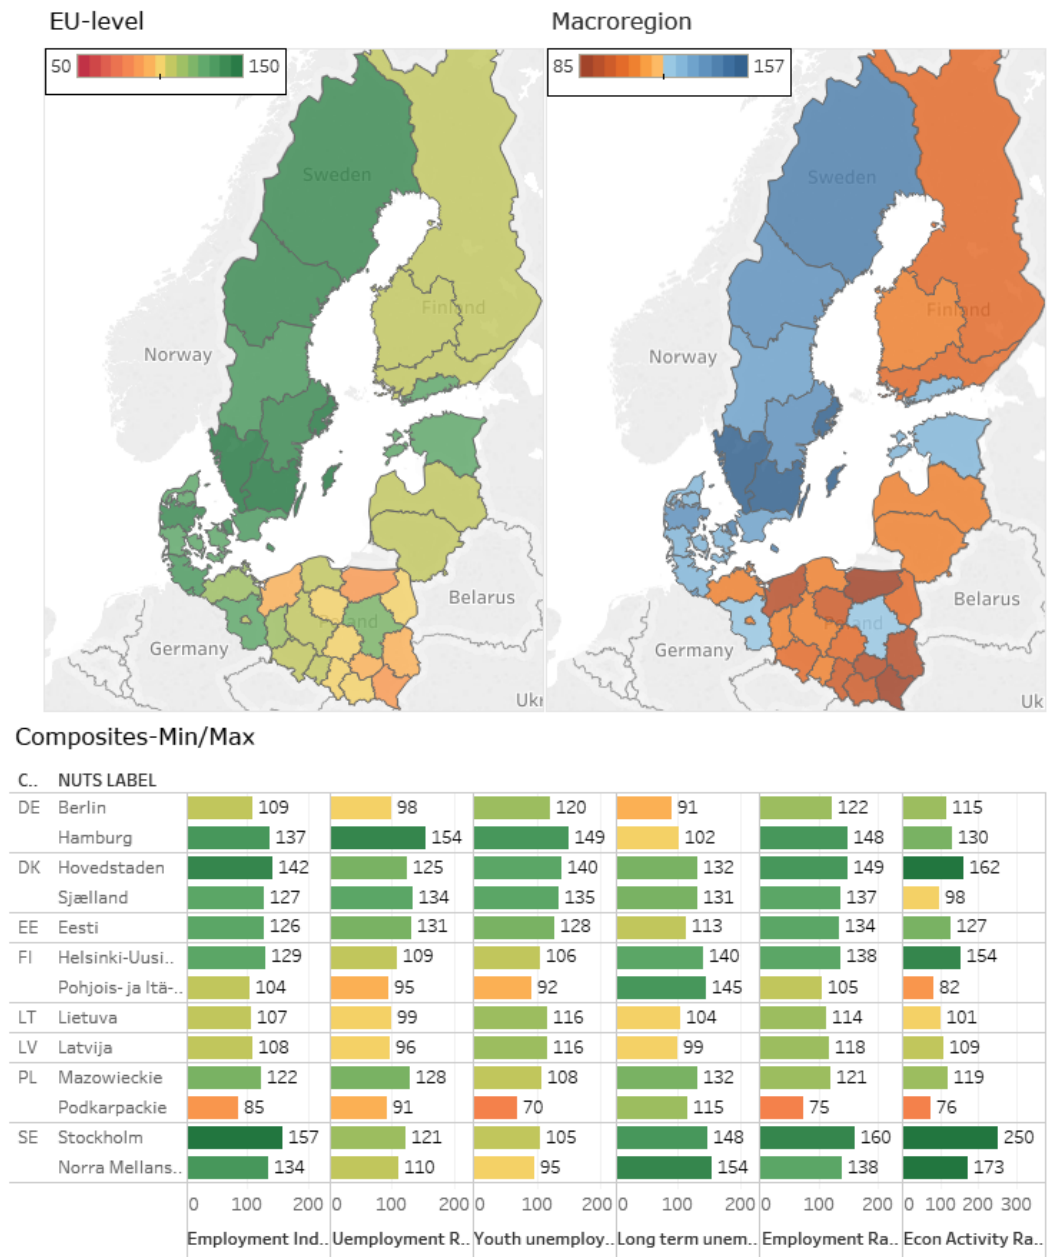 EU-level
Macroregion
50 150
85 157
Sweden
Sweden
Finland
Finland
Norway
Norway
Belarus
Belarus
Poland
Poland
Germany
Germany
Ukr
Uk
Composites-Min/Max
C.. NUTS LABEL
DE Berlin 109 98 120 91 122 115
Hamburg 137 154 149 102 148 130
DK Hovedstaden 142 125 140 132 149 162
Sjælland 127 134 135 131 137 98
EE Eesti 126 131 128 113 134 127
FI Helsinki-Uusi.. 129 109 106 140 138 154
Pohjois- ja Itä-.. 104 95 92 145 105 82
LT Lietuva 107 99 116 104 114 101
LV Latvija 108 96 116 99 118 109
PL Mazowieckie 122 128 108 132 121 119
Podkarpackie 85 91 70 115 75 76
SE Stockholm 157 121 105 148 160 250
Norra Mellans.. 134 110 95 154 138 173
0 100 200 0 100 200 0 100 200 0 100 200 0 100 200 0 100 200 300
Employment Ind.. Uemployment R.. Youth unemploy.. Long term unem.. Employment Ra.. Econ Activity Ra..